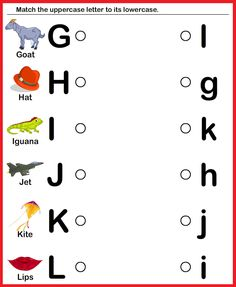 Match the uppercase letter to its lowercase.
G l
Goat
H g
Hat
I k
Iguana
J h
Jet
K j
Kite
L i
Lips